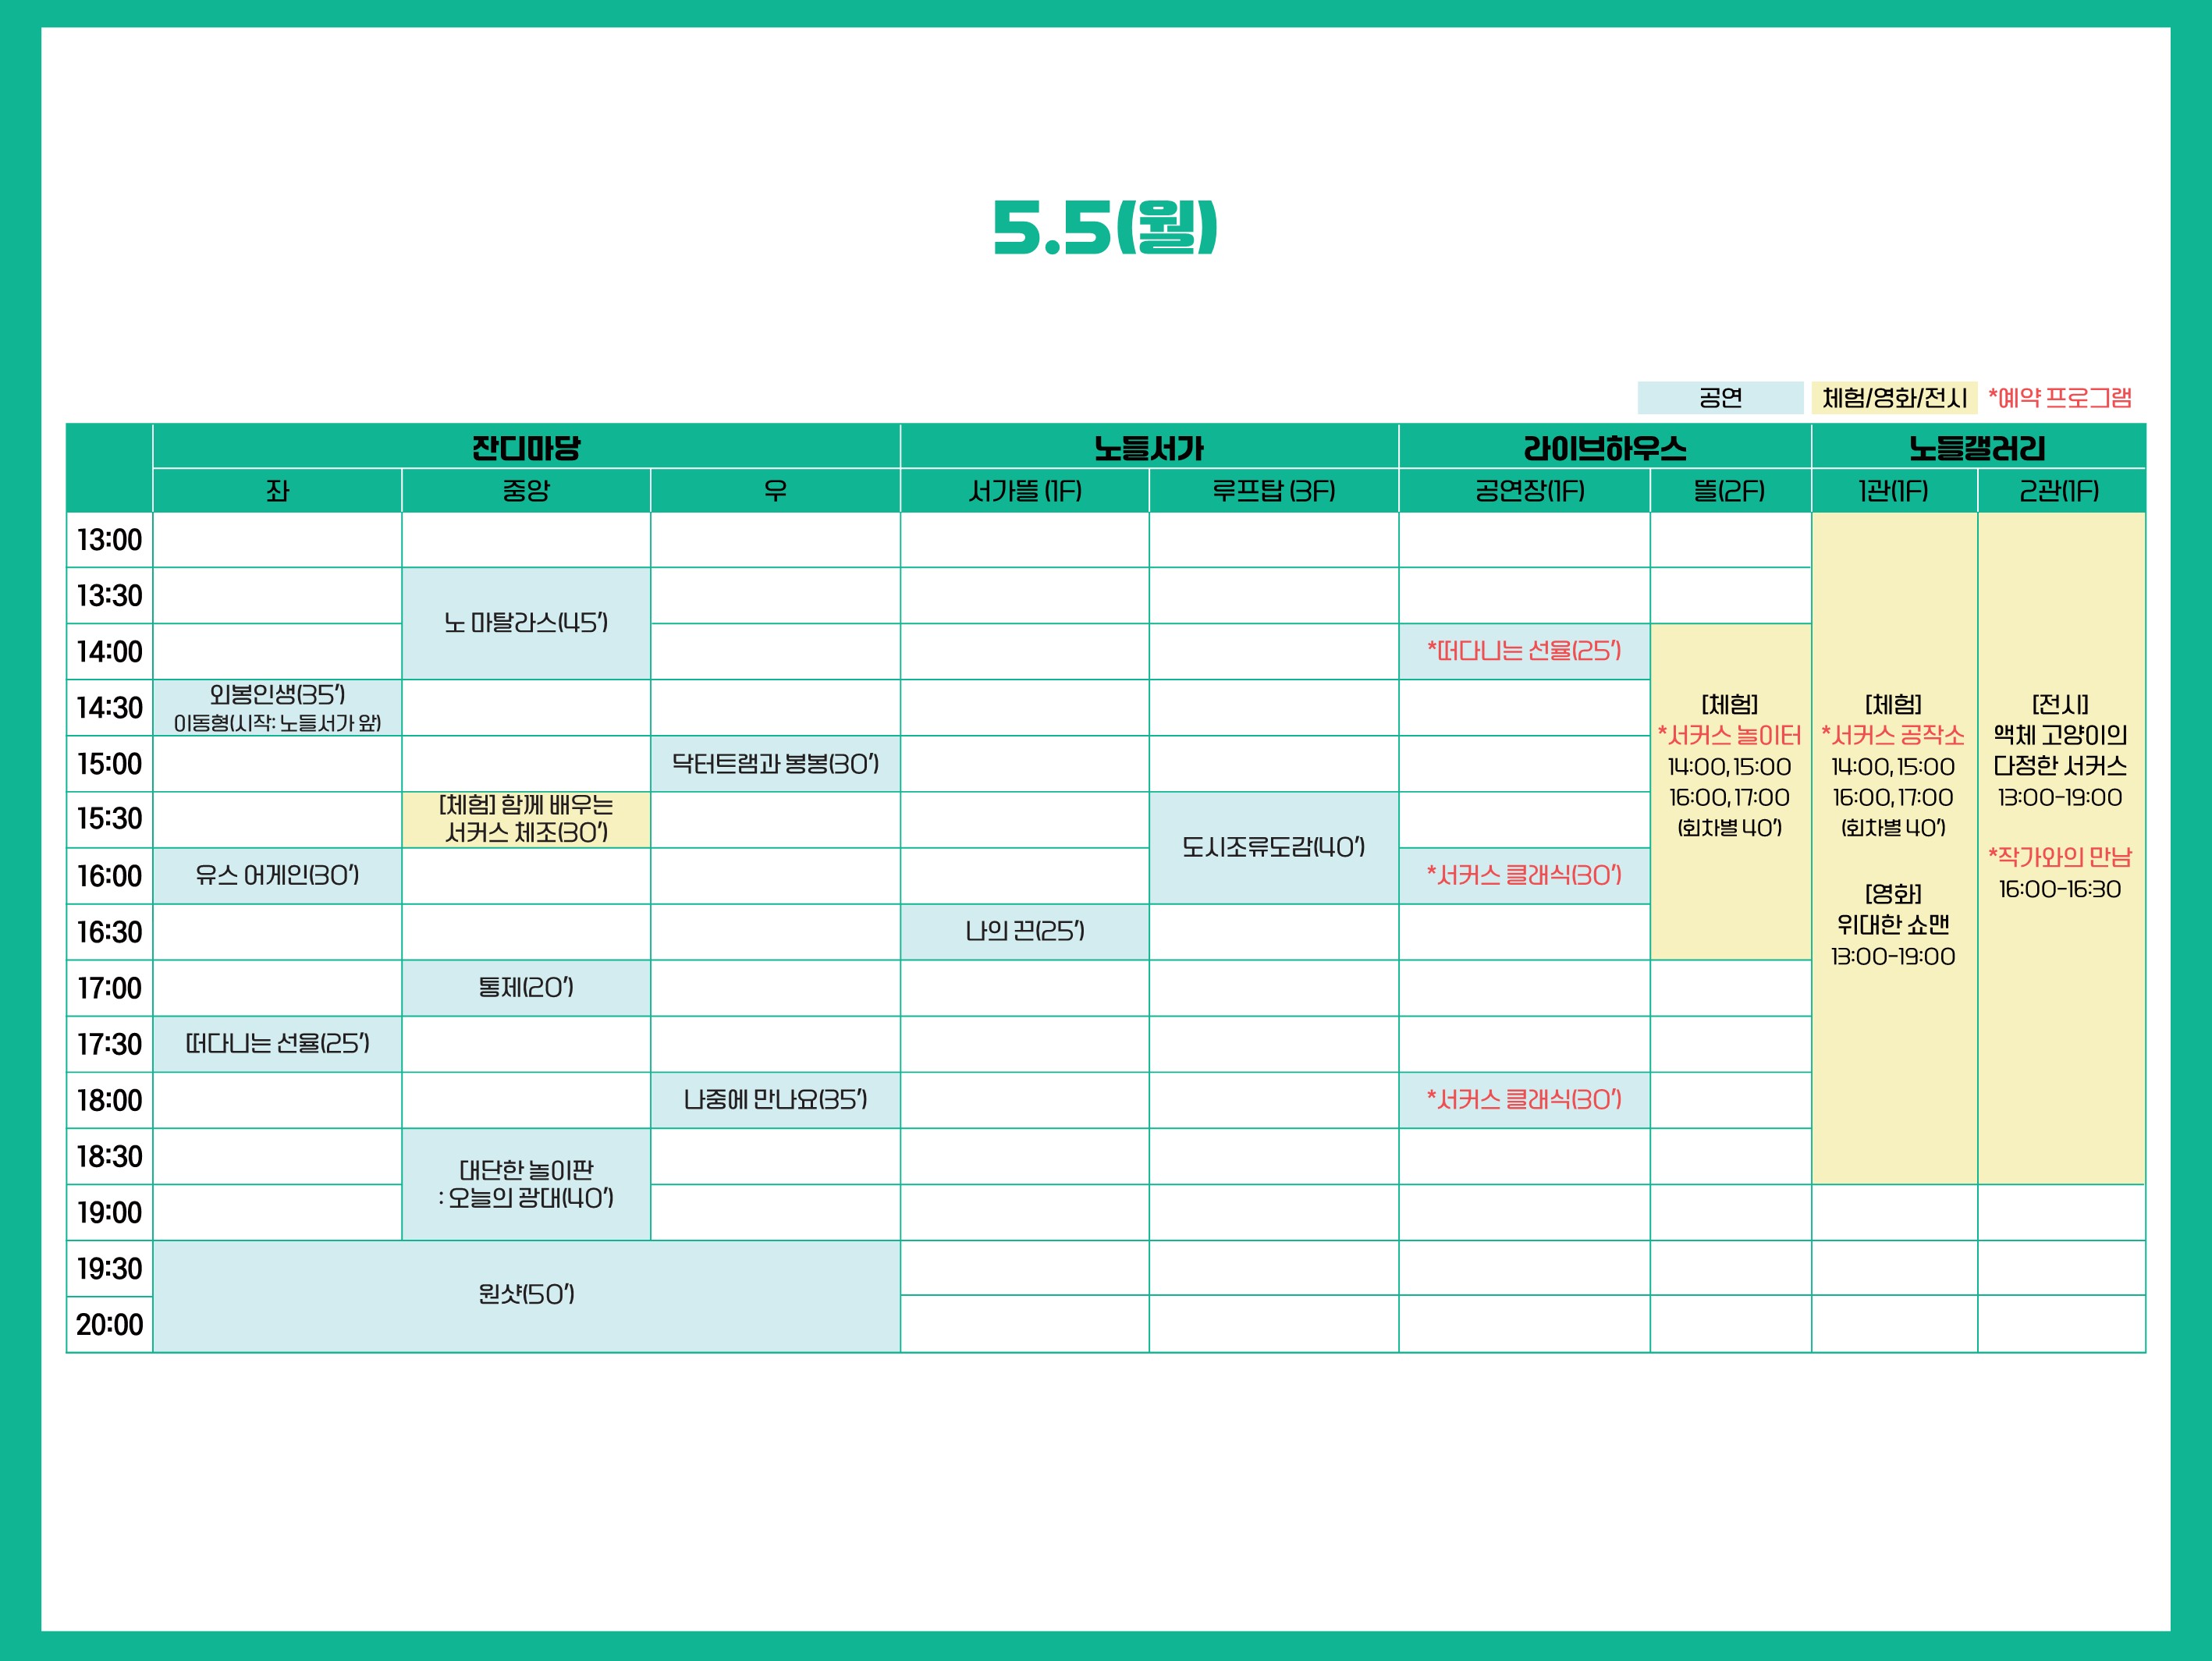 5.5(월)
공연 체험/영화/전시 *예약 프로그램
잔디마당 노들서가 라이브하우스 노들갤러리
좌 중앙 우 서가뜰 (1F) 루프탑 (3F) 공연장(1F) 뜰(2F) 1관(1F) 2관(1F)
13:00
13:30
노 마탈라스(45')
14:00
*떠다니는 선율(25')
14:30
외봉인생(35')
이동형(시작: 노들서가 앞)
15:00
닥터트램과 봉봉(30')
15:30
[체험] 함께 배우는
서커스 체조(30')
도시조류도감(40')
16:00
유스 어게인(30')
*서커스 클래식(30')
16:30
나의 끈(25')
17:00
통제(20')
17:30
떠다니는 선율(25')
18:00
나중에 만나요(35')
*서커스 클래식(30')
18:30
대단한 놀이판
: 오늘의 광대(40')
19:00
19:30
원샷(50')
20:00
[체험]
*서커스 놀이터
14:00,15:00
16:00,17:00
(회차별 40')
[체험]
*서커스 공작소
14:00,15:00
16:00,17:00
(회차별 40')
[영화]
위대한 쇼맨
13:00-19:00
[전시]
액체 고양이의
다정한 서커스
13:00-19:00
*작가와의 만남
16:00-16:30